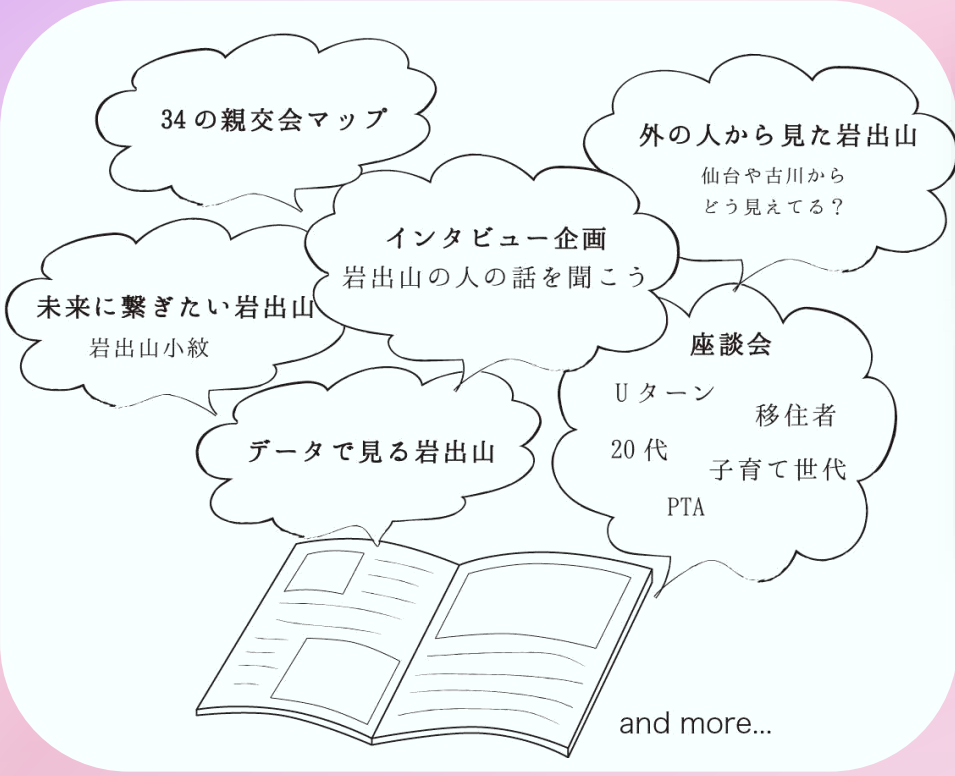 34の親交会マップ
外の人から見た岩出山
仙台や古川から
どう見えてる？
インタビュー企画
岩出山の人の話を聞こう
未来に繋ぎたい岩出山
岩出山小紋
座談会
Uターン
移住者
20代
子育て世代
PTA
データで見る岩出山
and more...